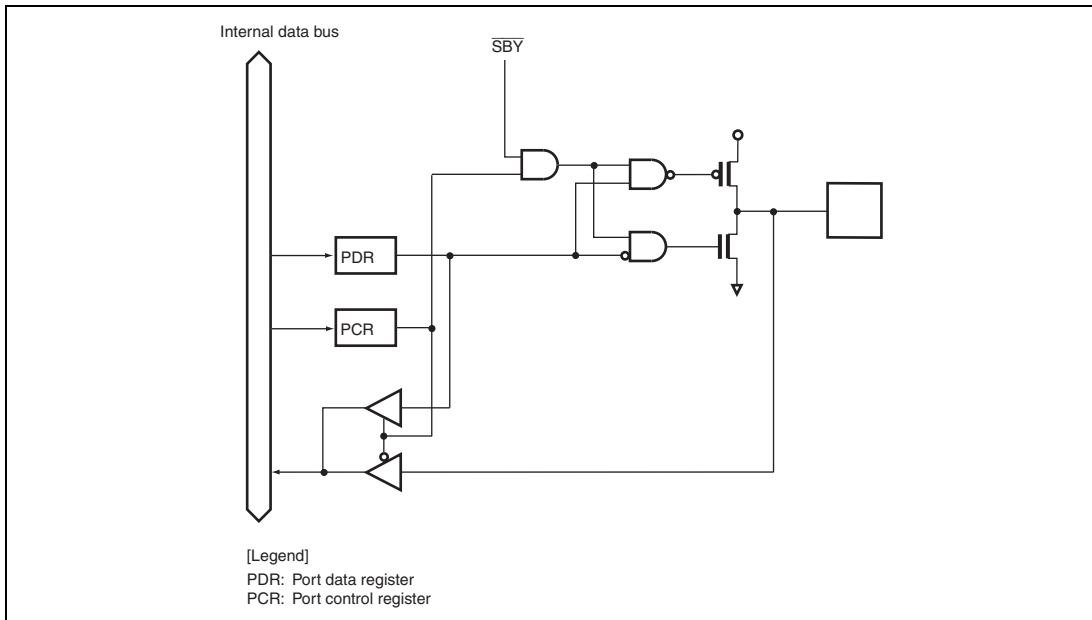 Internal data bus
SBY
PDR
PCR
[Legend]
PDR: Port data register
PCR: Port control register